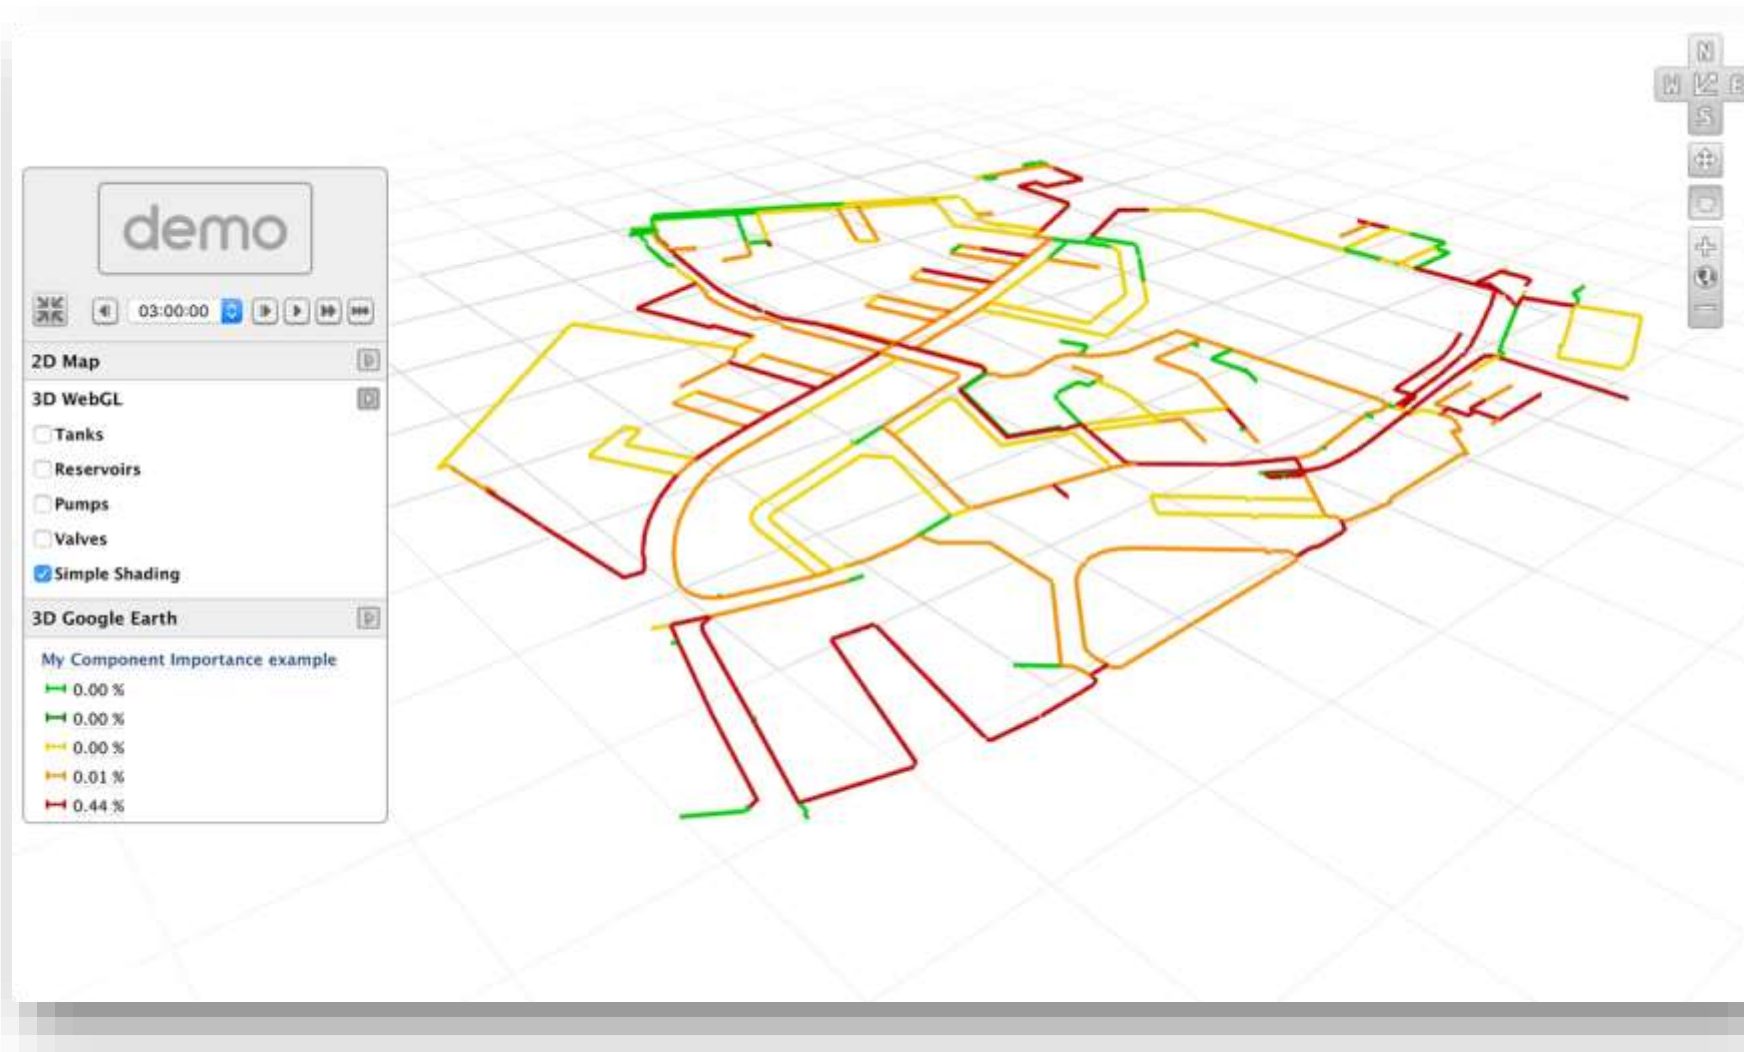 demo
03:00:00
2D Map
3D WebGL
Tanks
Reservoirs
Pumps
Valves
Simple Shading
3D Google Earth
My Component Importance example
0.00 %
0.00 %
0.00 %
0.01 %
0.44 %
N
W E
S